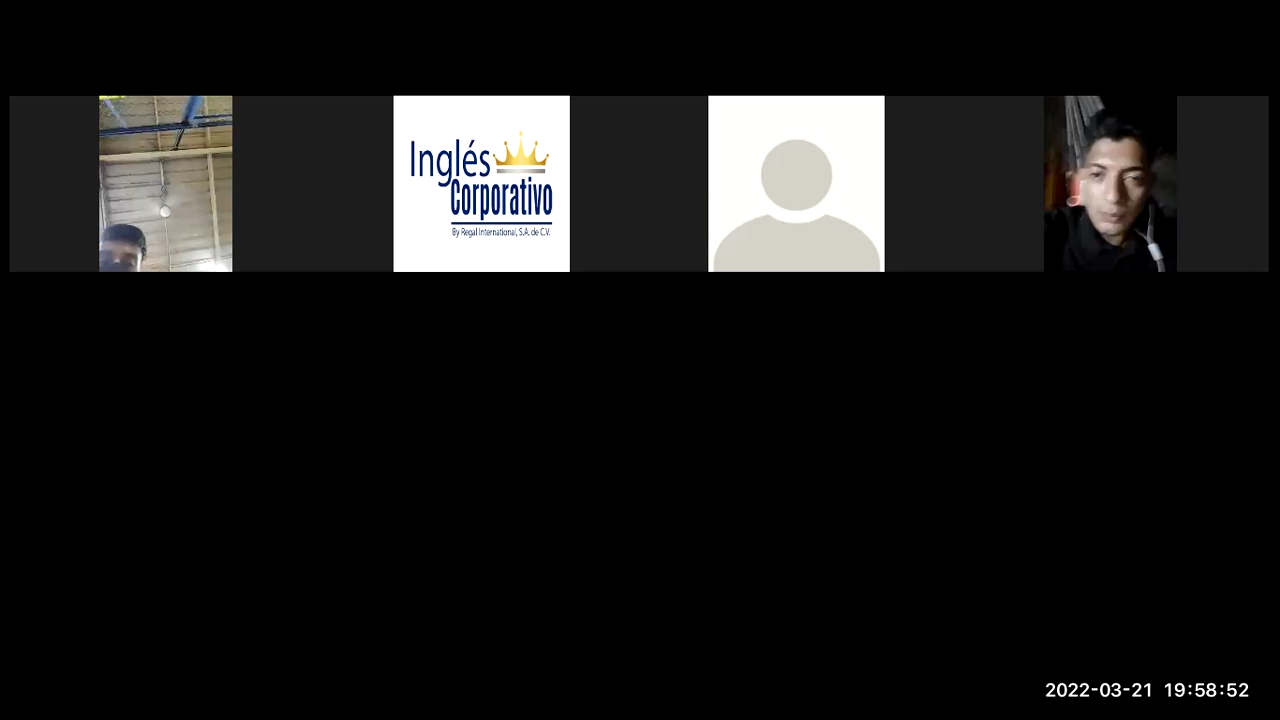 Inglés
Corporativo
By Regal International, S.A. de C.V.
2022-03-21 19:58:52